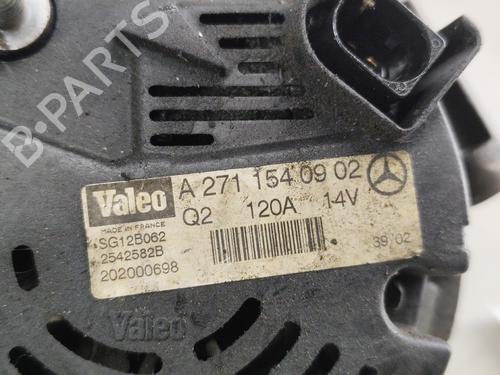 B-PARTS
Valeo
MADE IN FRANCE
A 271 154 09 02
Q2 120A 14V
SG12B062
2542582B
202000698
39/02
Valeo